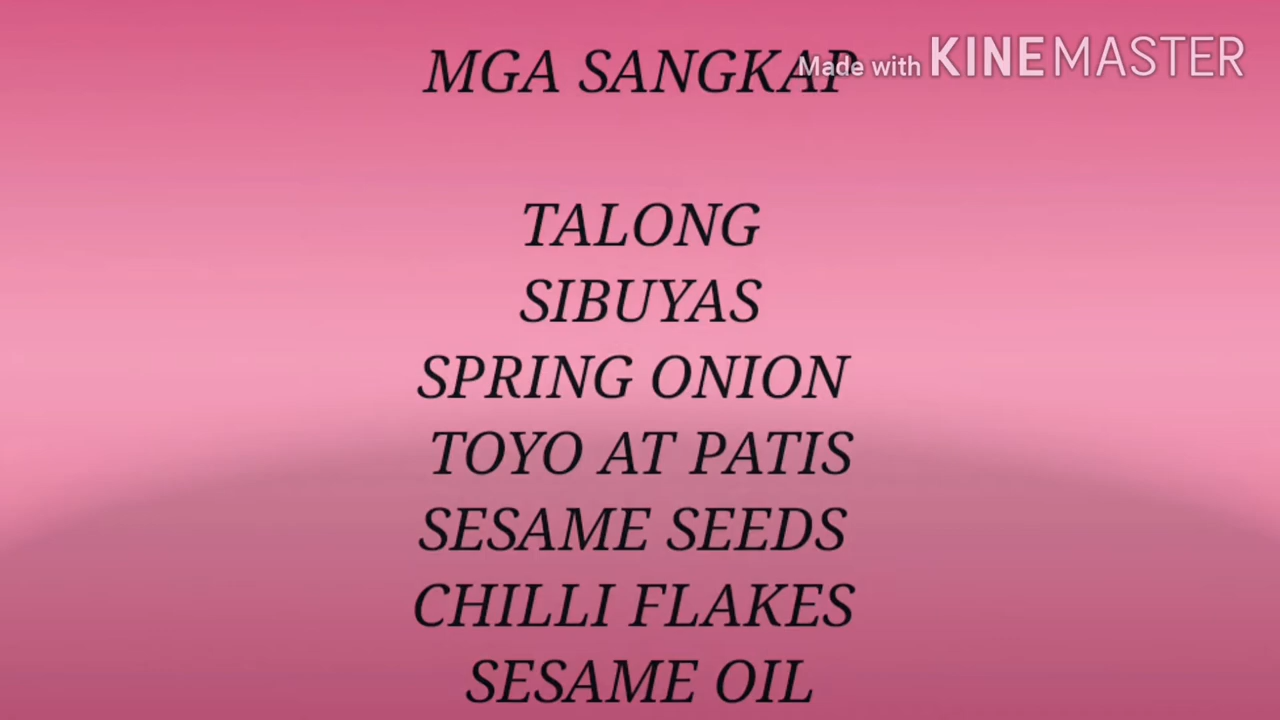 MGA SANGKAP
Made with KINEMASTER
TALONG
SIBUYAS
SPRING ONION
TOYO AT PATIS
SESAME SEEDS
CHILLI FLAKES
SESAME OIL